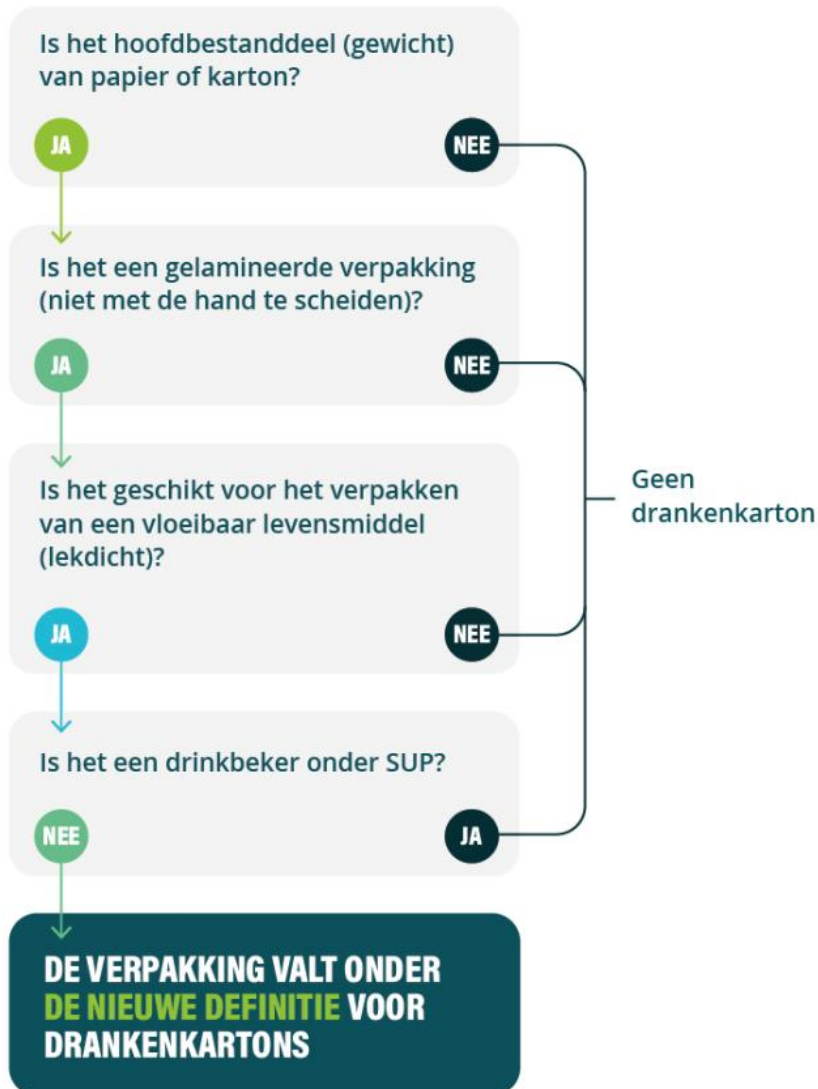 Is het hoofdbestanddeel (gewicht)
van papier of karton?
JA
NEE
Is het een gelamineerde verpakking
(niet met de hand te scheiden)?
JA
NEE
Is het geschikt voor het verpakken
van een vloeibaar levensmiddel
(lekdicht)?
JA
NEE
Geen
drankenkarton
Is het een drinkbeker onder SUP?
NEE
JA
DE VERPAKKING VALT ONDER
DE NIEUWE DEFINITIE VOOR
DRANKENKARTONS